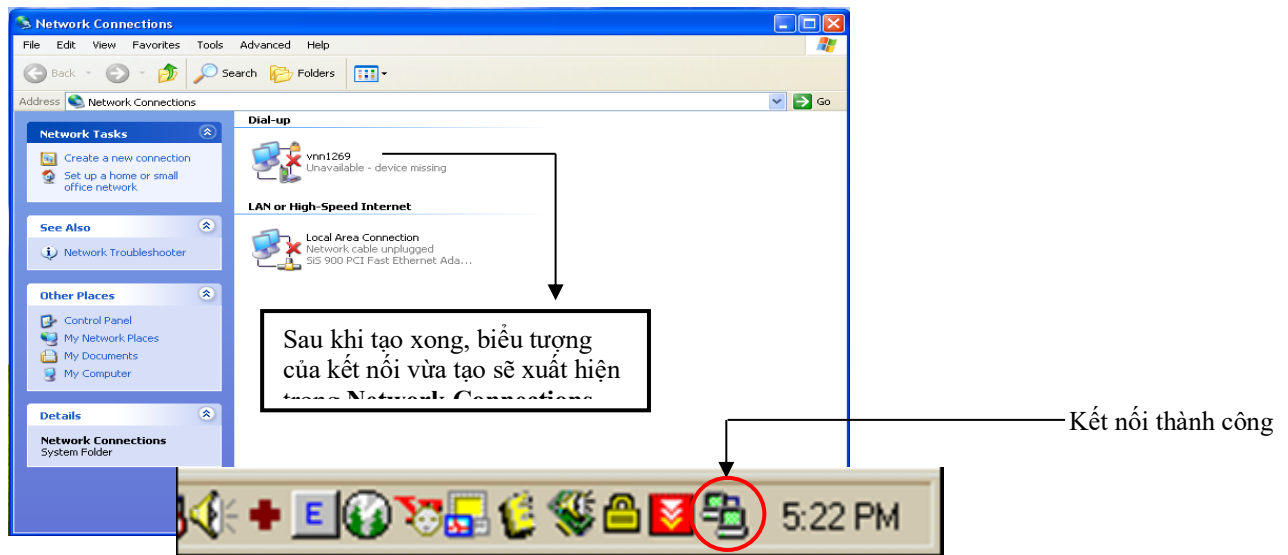 Network Connections
File Edit View Favorites Tools Advanced Help
Back Search Folders
Address Network Connections Go
Network Tasks
Create a new connection
Set up a home or small
office network
See Also
Network Troubleshooter
Other Places
Control Panel
My Network Places
My Documents
My Computer
Details
Network Connections
System Folder
Dial-up
vnn1269
Unavailable - device missing
LAN or High-Speed Internet
Local Area Connection
Network cable unplugged
SiS 900 PCI Fast Ethernet Ada...
Sau khi tạo xong, biểu tượng
của kết nối vừa tạo sẽ xuất hiện
trong Network Connections
Kết nối thành công
E
5:22 PM